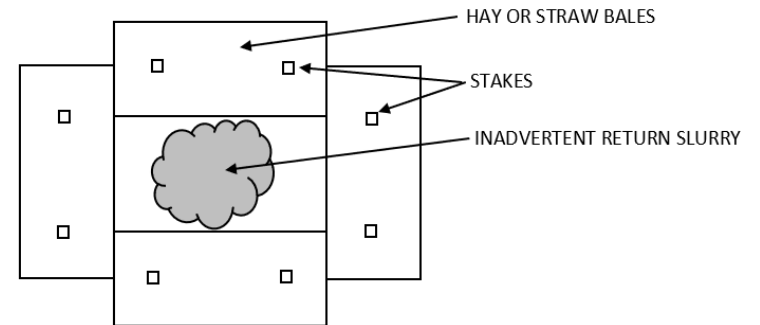 HAY OR STRAW BALES
STAKES
INADVERTENT RETURN SLURRY